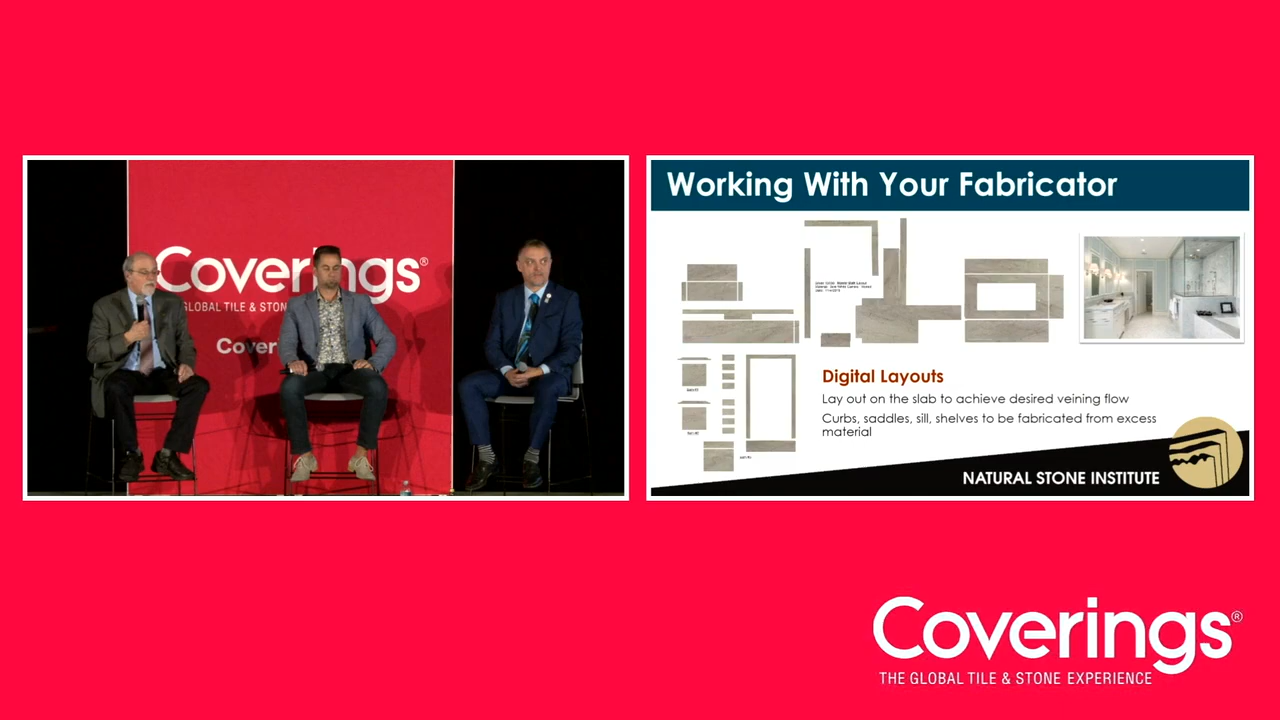 Coverings®
GLOBAL TILE & STON
Cover
Working With Your Fabricator
Digital Layouts
Lay out on the slab to achieve desired veining flow
Curbs, saddles, sill, shelves to be fabricated from excess
material
NATURAL STONE INSTITUTE
Coverings®
THE GLOBAL TILE & STONE EXPERIENCE